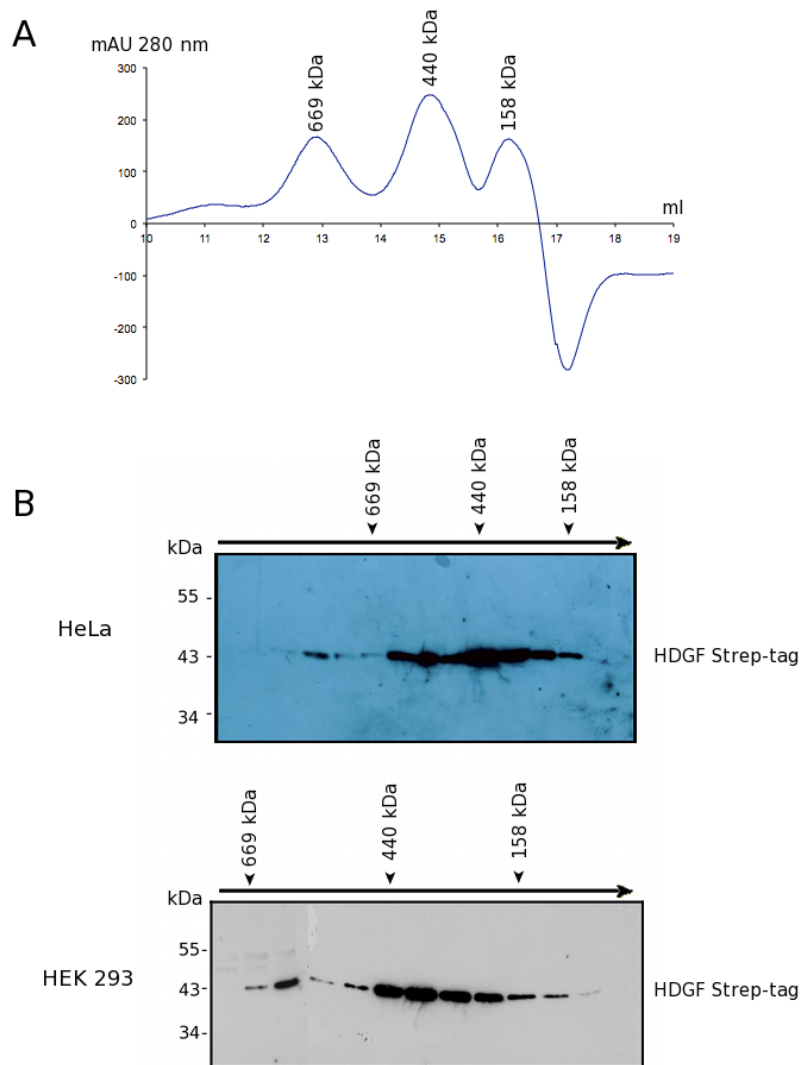 A
mAU 280 nm
669 kDa
440 kDa
158 kDa
300
200
100
0
-100
-200
-300
ml
10 11 12 13 14 15 16 17 18 19
B
669 kDa
440 kDa
158 kDa
kDa
55 -
HeLa
43 -
HDGF Strep-tag
34 -
669 kDa
440 kDa
158 kDa
kDa
55-
HEK 293
43-
HDGF Strep-tag
34-